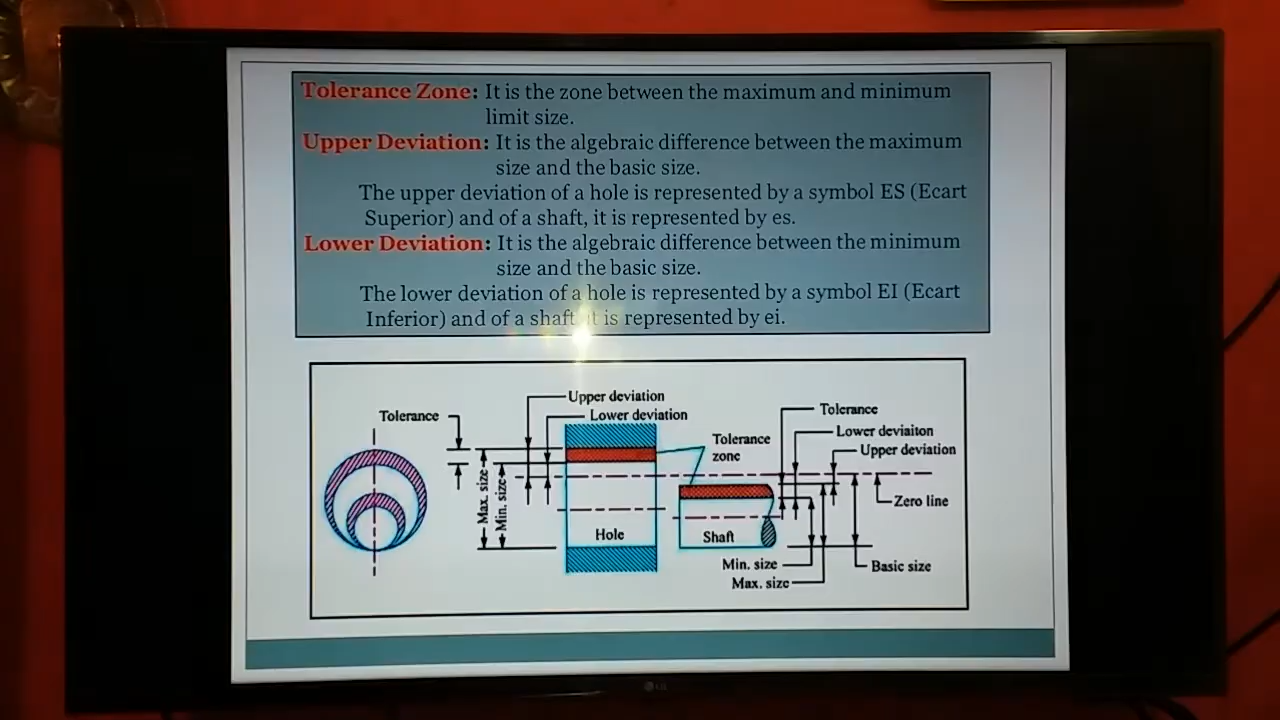 Tolerance Zone: It is the zone between the maximum and minimum
limit size.
Upper Deviation: It is the algebraic difference between the maximum
size and the basic size.
The upper deviation of a hole is represented by a symbol ES (Ecart
Superior) and of a shaft, it is represented by es.
Lower Deviation: It is the algebraic difference between the minimum
size and the basic size.
The lower deviation of a hole is represented by a symbol EI (Ecart
Inferior) and of a shaft, it is represented by ei.
Upper deviation
Tolerance
Lower deviation
Tolerance
Lower deviaiton
Tolerance
zone
Upper deviation
Max. size
Min. size
Zero line
Hole
Shaft
Min. size
Basic size
Max. size
LG